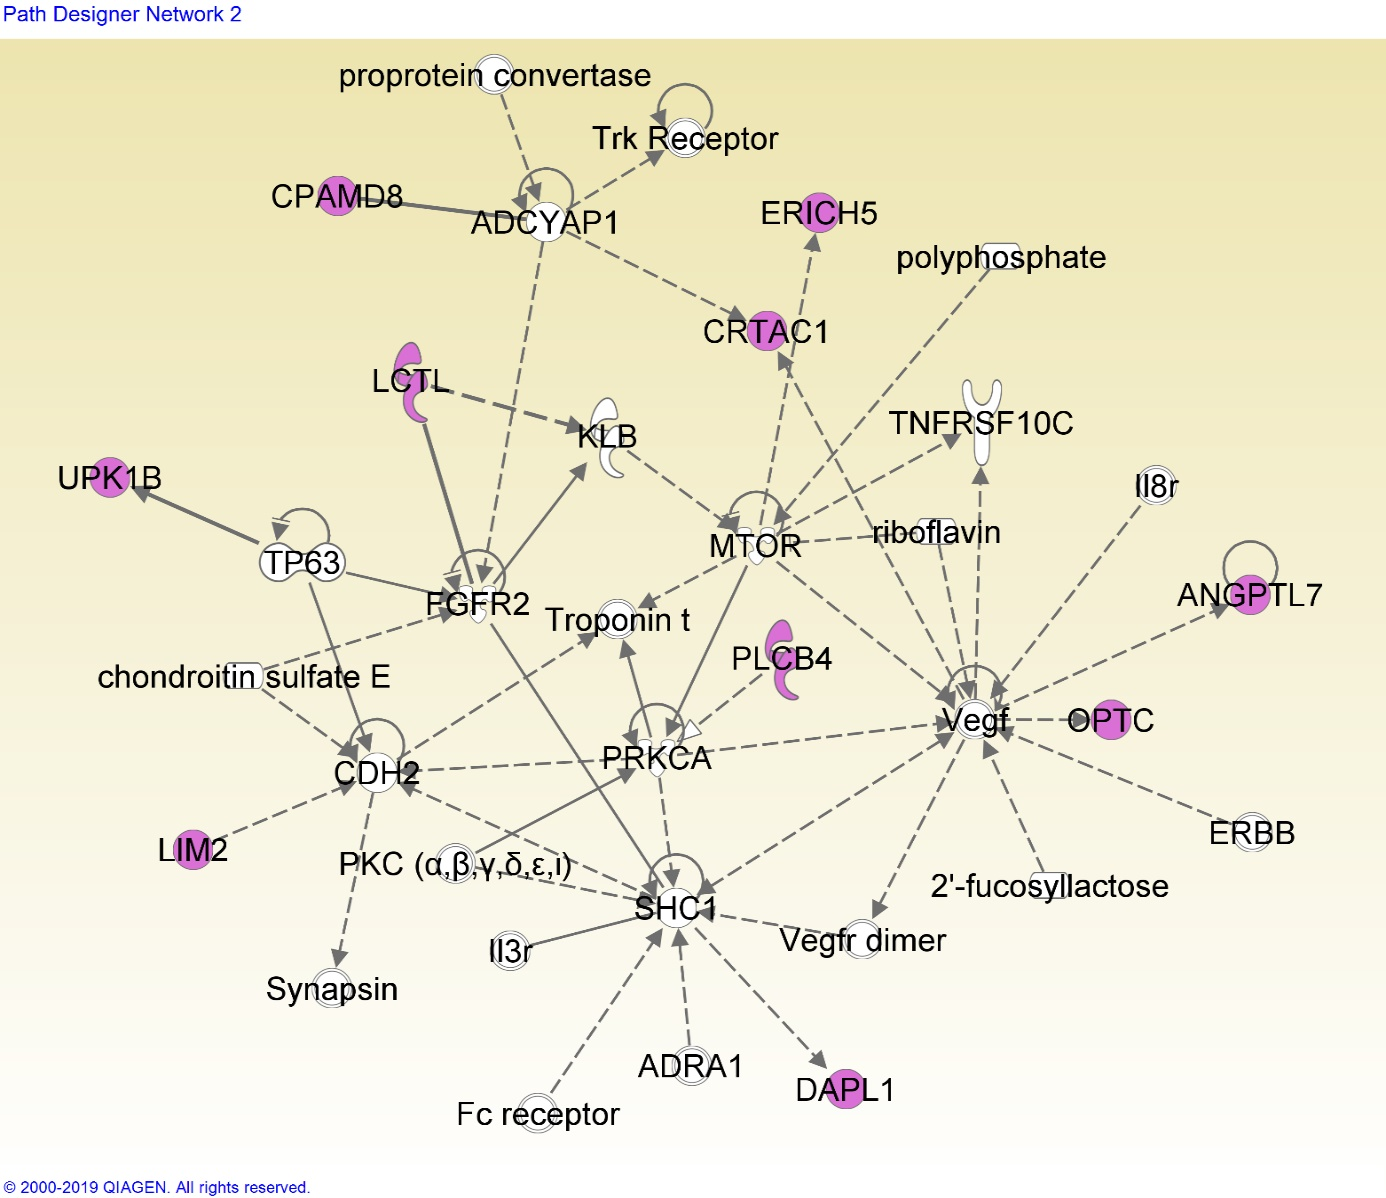 Path Designer Network 2
proprotein convertase
Trk Receptor
CPAMD8
ADCYAP1
ERICH5
polyphosphate
CRTAC1
LCTL
TNFRSF10C
KLB
UPK1B
Il8r
riboflavin
MTOR
TP63
ANGPTL7
FGFR2
Troponin t
PLCB4
chondroitin sulfate E
Vegf
OPTC
PRKCA
CDH2
ERBB
LIM2
PKC (α,β,γ,δ,ε,ι)
2'-fucosyllactose
SHC1
Vegfr dimer
Il3r
Synapsin
ADRA1
DAPL1
Fc receptor
© 2000-2019 QIAGEN. All rights reserved.